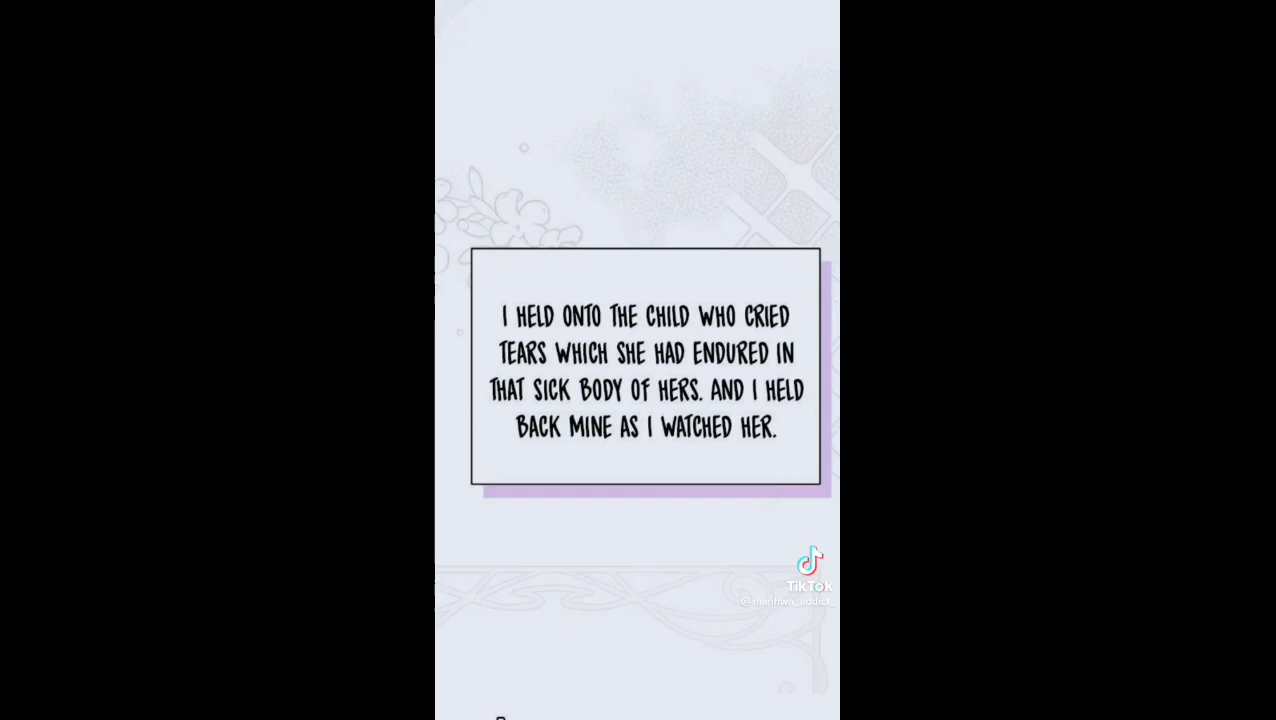 I HELD ONTO THE CHILD WHO CRIED
TEARS WHICH SHE HAD ENDURED IN
THAT SICK BODY OF HERS. AND I HELD
BACK MINE AS I WATCHED HER.
TikTok
@manhwa_addict_